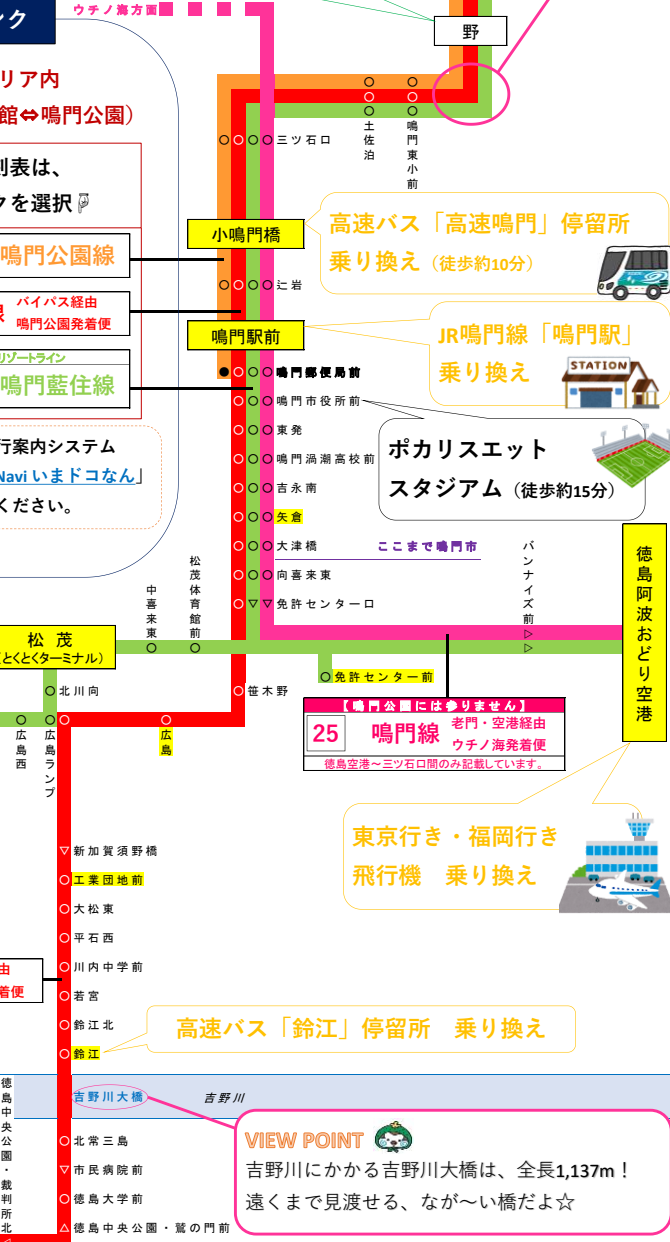 ウチノ海方面
ンク
野
リア内
館⇔鳴門公園）
刻表は、
クを選択
土佐泊
鳴門東小前
三ツ石口
小鳴門橋
高速バス「高速鳴門」停留所
乗り換え（徒歩約10分）
鳴門公園線
辻岩
線
バイパス経由
鳴門公園発着便
鳴門駅前
JR鳴門線「鳴門駅」
乗り換え
STATION
リゾートライン
鳴門藍住線
鳴門郵便局前
鳴門市役所前
ポカリスエット
スタジアム（徒歩約15分）
行案内システム
Navi いまドコなん」
ください。
東発
鳴門渦潮高校前
吉永南
矢倉
大津橋
ここまで鳴門市
向喜来東
免許センター口
バンナイズ前
徳島阿波おどり空港
中喜来東
松茂体育館前
松茂
（とくとくターミナル）
免許センター前
北川向
笹木野
広島西
広島ランプ
広島
【鳴門公園には参りません】
25
鳴門線
老門・空港経由
ウチノ海発着便
徳島空港～三ツ石口間のみ記載しています。
東京行き・福岡行き
飛行機　乗り換え
新加賀須野橋
工業団地前
大松東
平石西
川内中学前
由
着便
若宮
鈴江北
鈴江
高速バス「鈴江」停留所　乗り換え
吉野川大橋
吉野川
徳島中央公園・裁判所北
北常三島
市民病院前
徳島大学前
徳島中央公園・鷲の門前
VIEW POINT
吉野川にかかる吉野川大橋は、全長1,137m！
遠くまで見渡せる、なが～い橋だよ☆